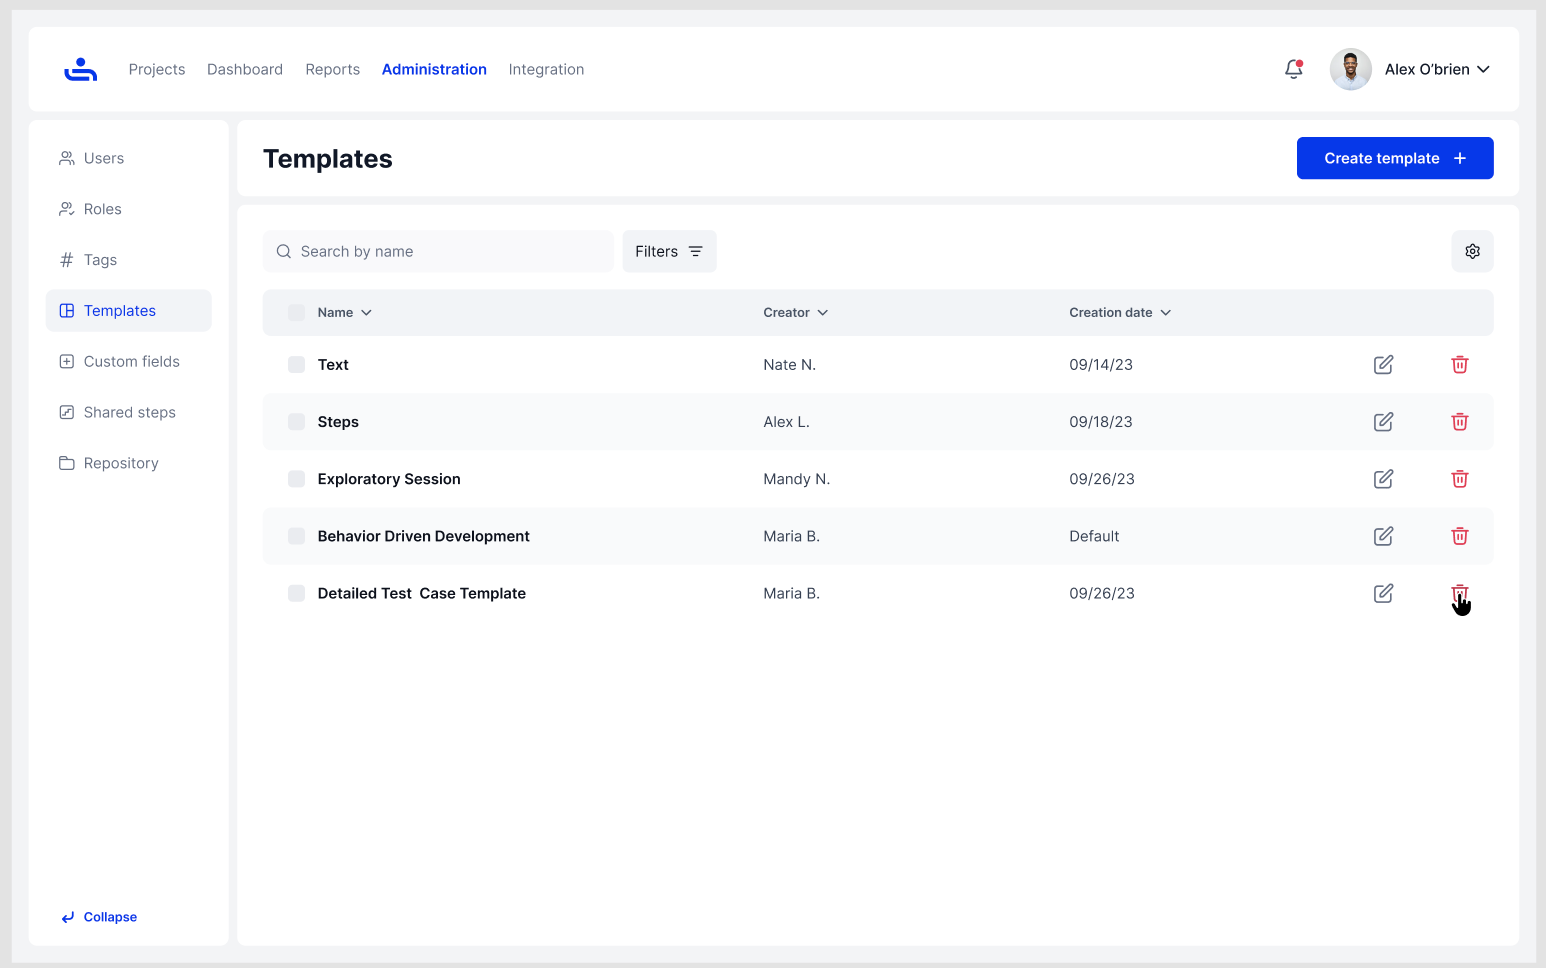 Projects Dashboard Reports Administration Integration
Alex O’brien
Users
Roles
Tags
Templates
Custom fields
Shared steps
Repository
Collapse
Templates
Create template
Search by name
Filters
Name Creator Creation date
Text Nate N. 09/14/23
Steps Alex L. 09/18/23
Exploratory Session Mandy N. 09/26/23
Behavior Driven Development Maria B. Default
Detailed Test  Case Template Maria B. 09/26/23